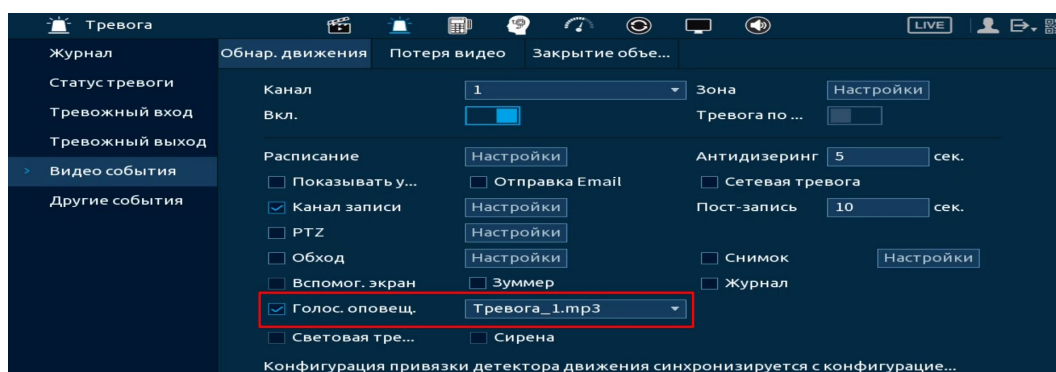 Тревога LIVE
Журнал Обнар. движения Потеря видео Закрытие объе...
Статус тревоги
Канал 1 Зона Настройки
Тревожный вход
Вкл. Тревога по ...
Тревожный выход
Расписание Настройки Антидизеринг 5 сек.
Видео события
Показывать у... Отправка Email Сетевая тревога
Другие события
Канал записи Настройки Пост-запись 10 сек.
PTZ Настройки
Обход Настройки Снимок Настройки
Вспомог. экран Зуммер Журнал
Голос. оповещ. Тревога_1.mp3
Световая тре... Сирена
Конфигурация привязки детектора движения синхронизируется с конфигурацие...